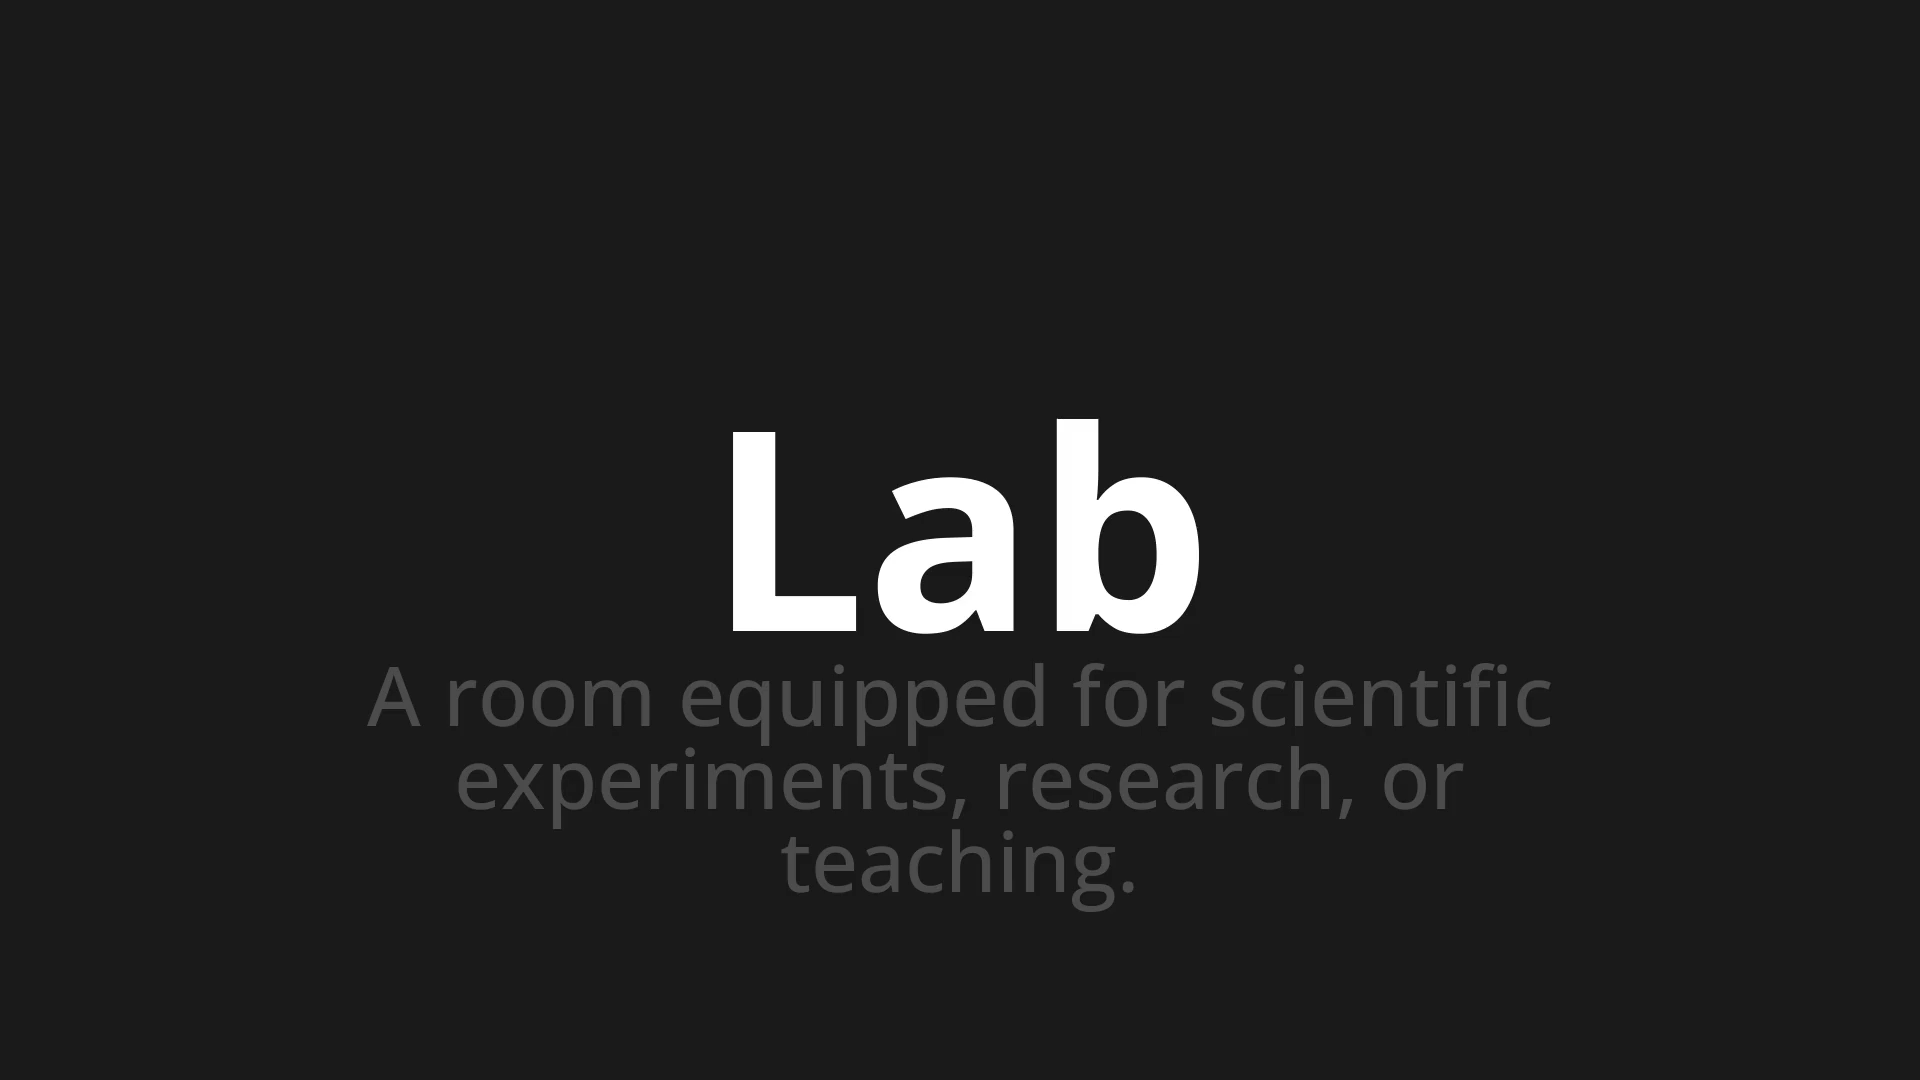 Lab
A room equipped for scientific
experiments, research, or
teaching.